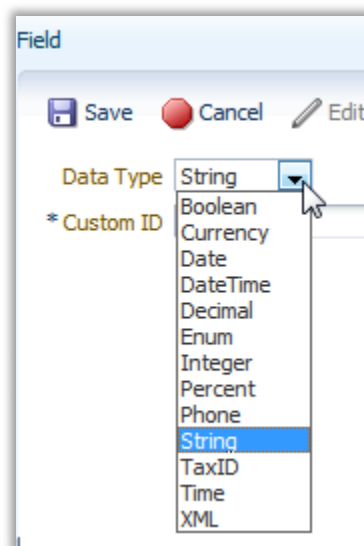 Field
Save Cancel Edit
Data Type String
* Custom ID
Boolean
Currency
Date
DateTime
Decimal
Enum
Integer
Percent
Phone
String
TaxID
Time
XML